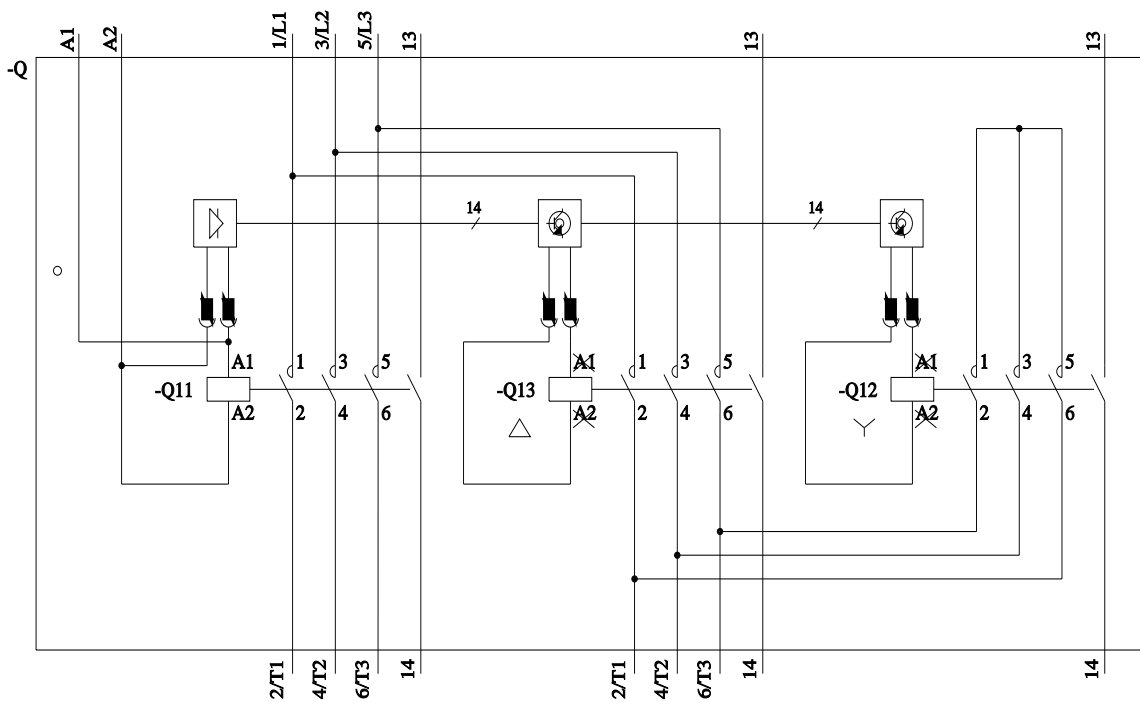 A1 A2 1/L1 3/L2 5/L3 13 13 13
-Q
14 14
A1 1 3 5 A1 1 3 5 A1 1 3 5
-Q11 -Q13 -Q12
A2 2 4 6 A2 2 4 6 A2 2 4 6
2/T1 4/T2 6/T3 14 2/T1 4/T2 6/T3 14 14